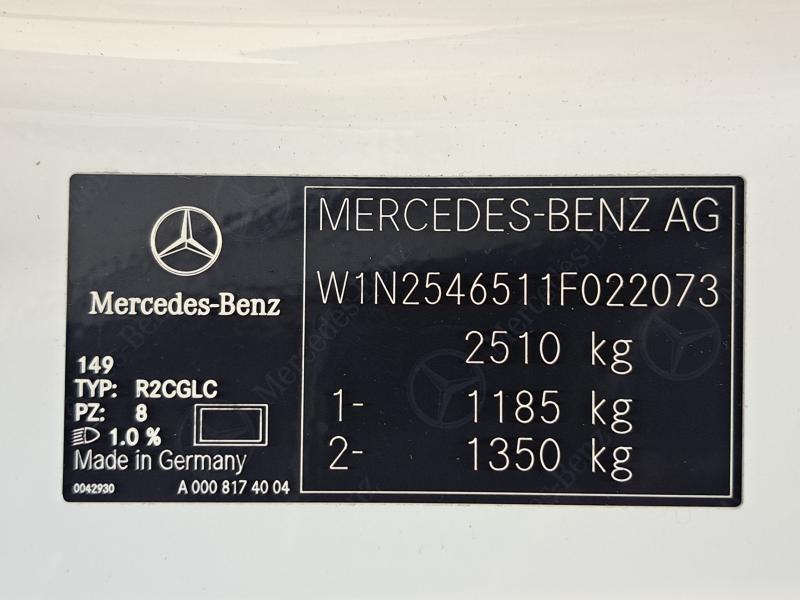 Mercedes-Benz
149
TYP: R2CGLC
PZ: 8
1.0 %
Made in Germany
0042930 A 000 817 40 04
MERCEDES-BENZ AG
W1N2546511F022073
2510 kg
1- 1185 kg
2- 1350 kg